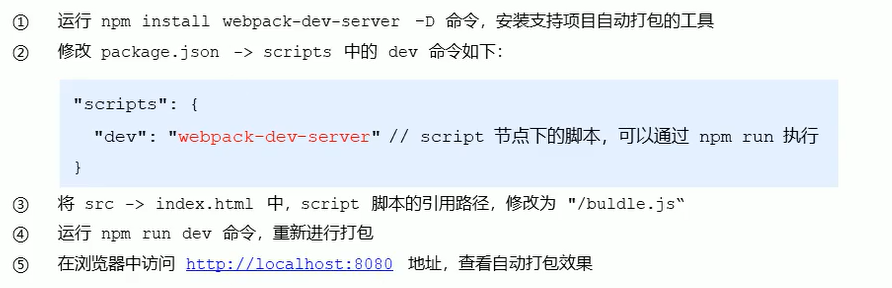 ① 运行 npm install webpack-dev-server -D 命令，安装支持项目自动打包的工具
② 修改 package.json -> scripts 中的 dev 命令如下：
"scripts": {
"dev": "webpack-dev-server" // script 节点下的脚本，可以通过 npm run 执行
}
③ 将 src -> index.html 中，script 脚本的引用路径，修改为 "/buldle.js“
④ 运行 npm run dev 命令，重新进行打包
⑤ 在浏览器中访问 http://localhost:8080 地址，查看自动打包效果